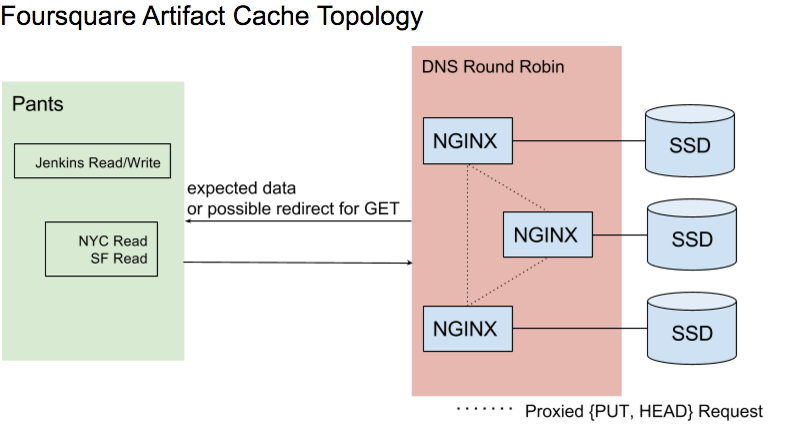 Foursquare Artifact Cache Topology
DNS Round Robin
Pants
NGINX
SSD
Jenkins Read/Write
expected data
or possible redirect for GET
NYC Read
SF Read
NGINX
SSD
NGINX
SSD
Proxied {PUT, HEAD} Request